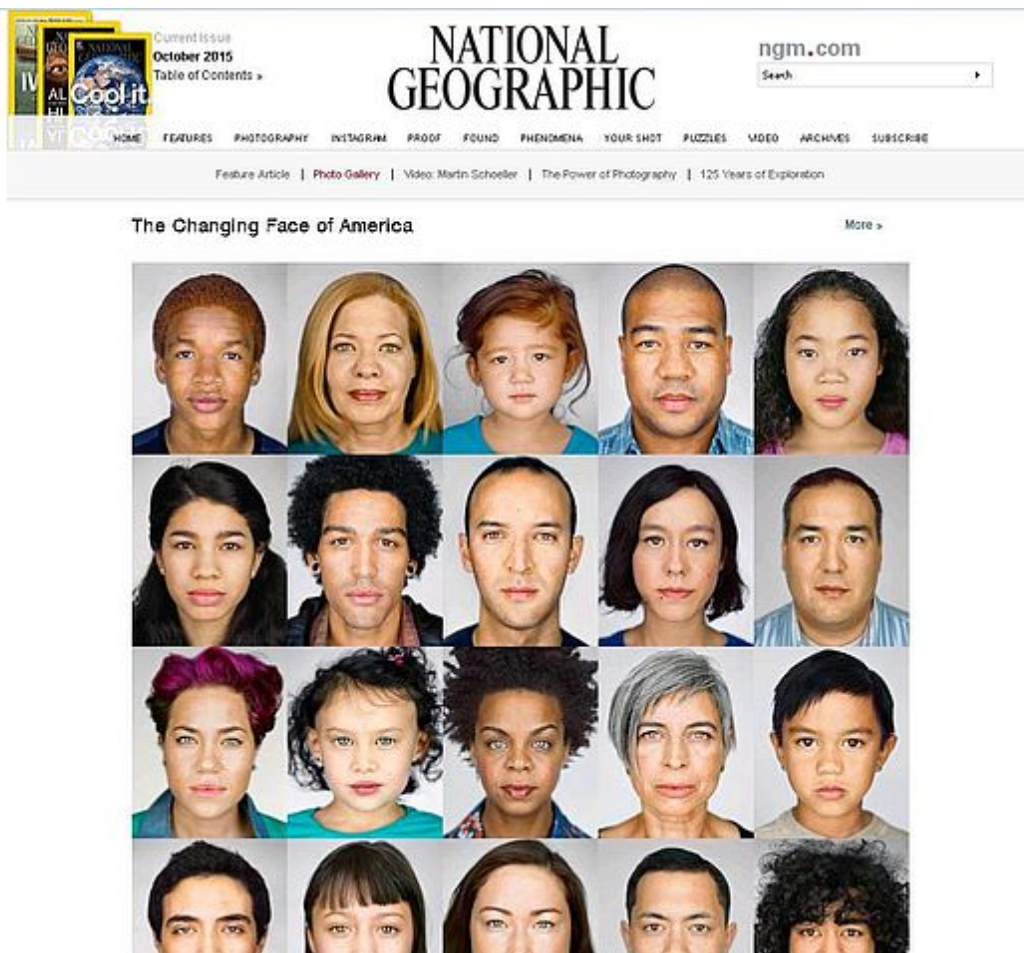 Current Issue
October 2015
Table of Contents »
Cool it.
NATIONAL
GEOGRAPHIC
ngm.com
Search
HOME FEATURES PHOTOGRAPHY INSTAGRAM PROOF FOUND PHENOMENA YOUR SHOT PUZZLES VIDEO ARCHIVES SUBSCRIBE
Feature Article | Photo Gallery | Video: Martin Schoeller | The Power of Photography | 125 Years of Exploration
The Changing Face of America
More »